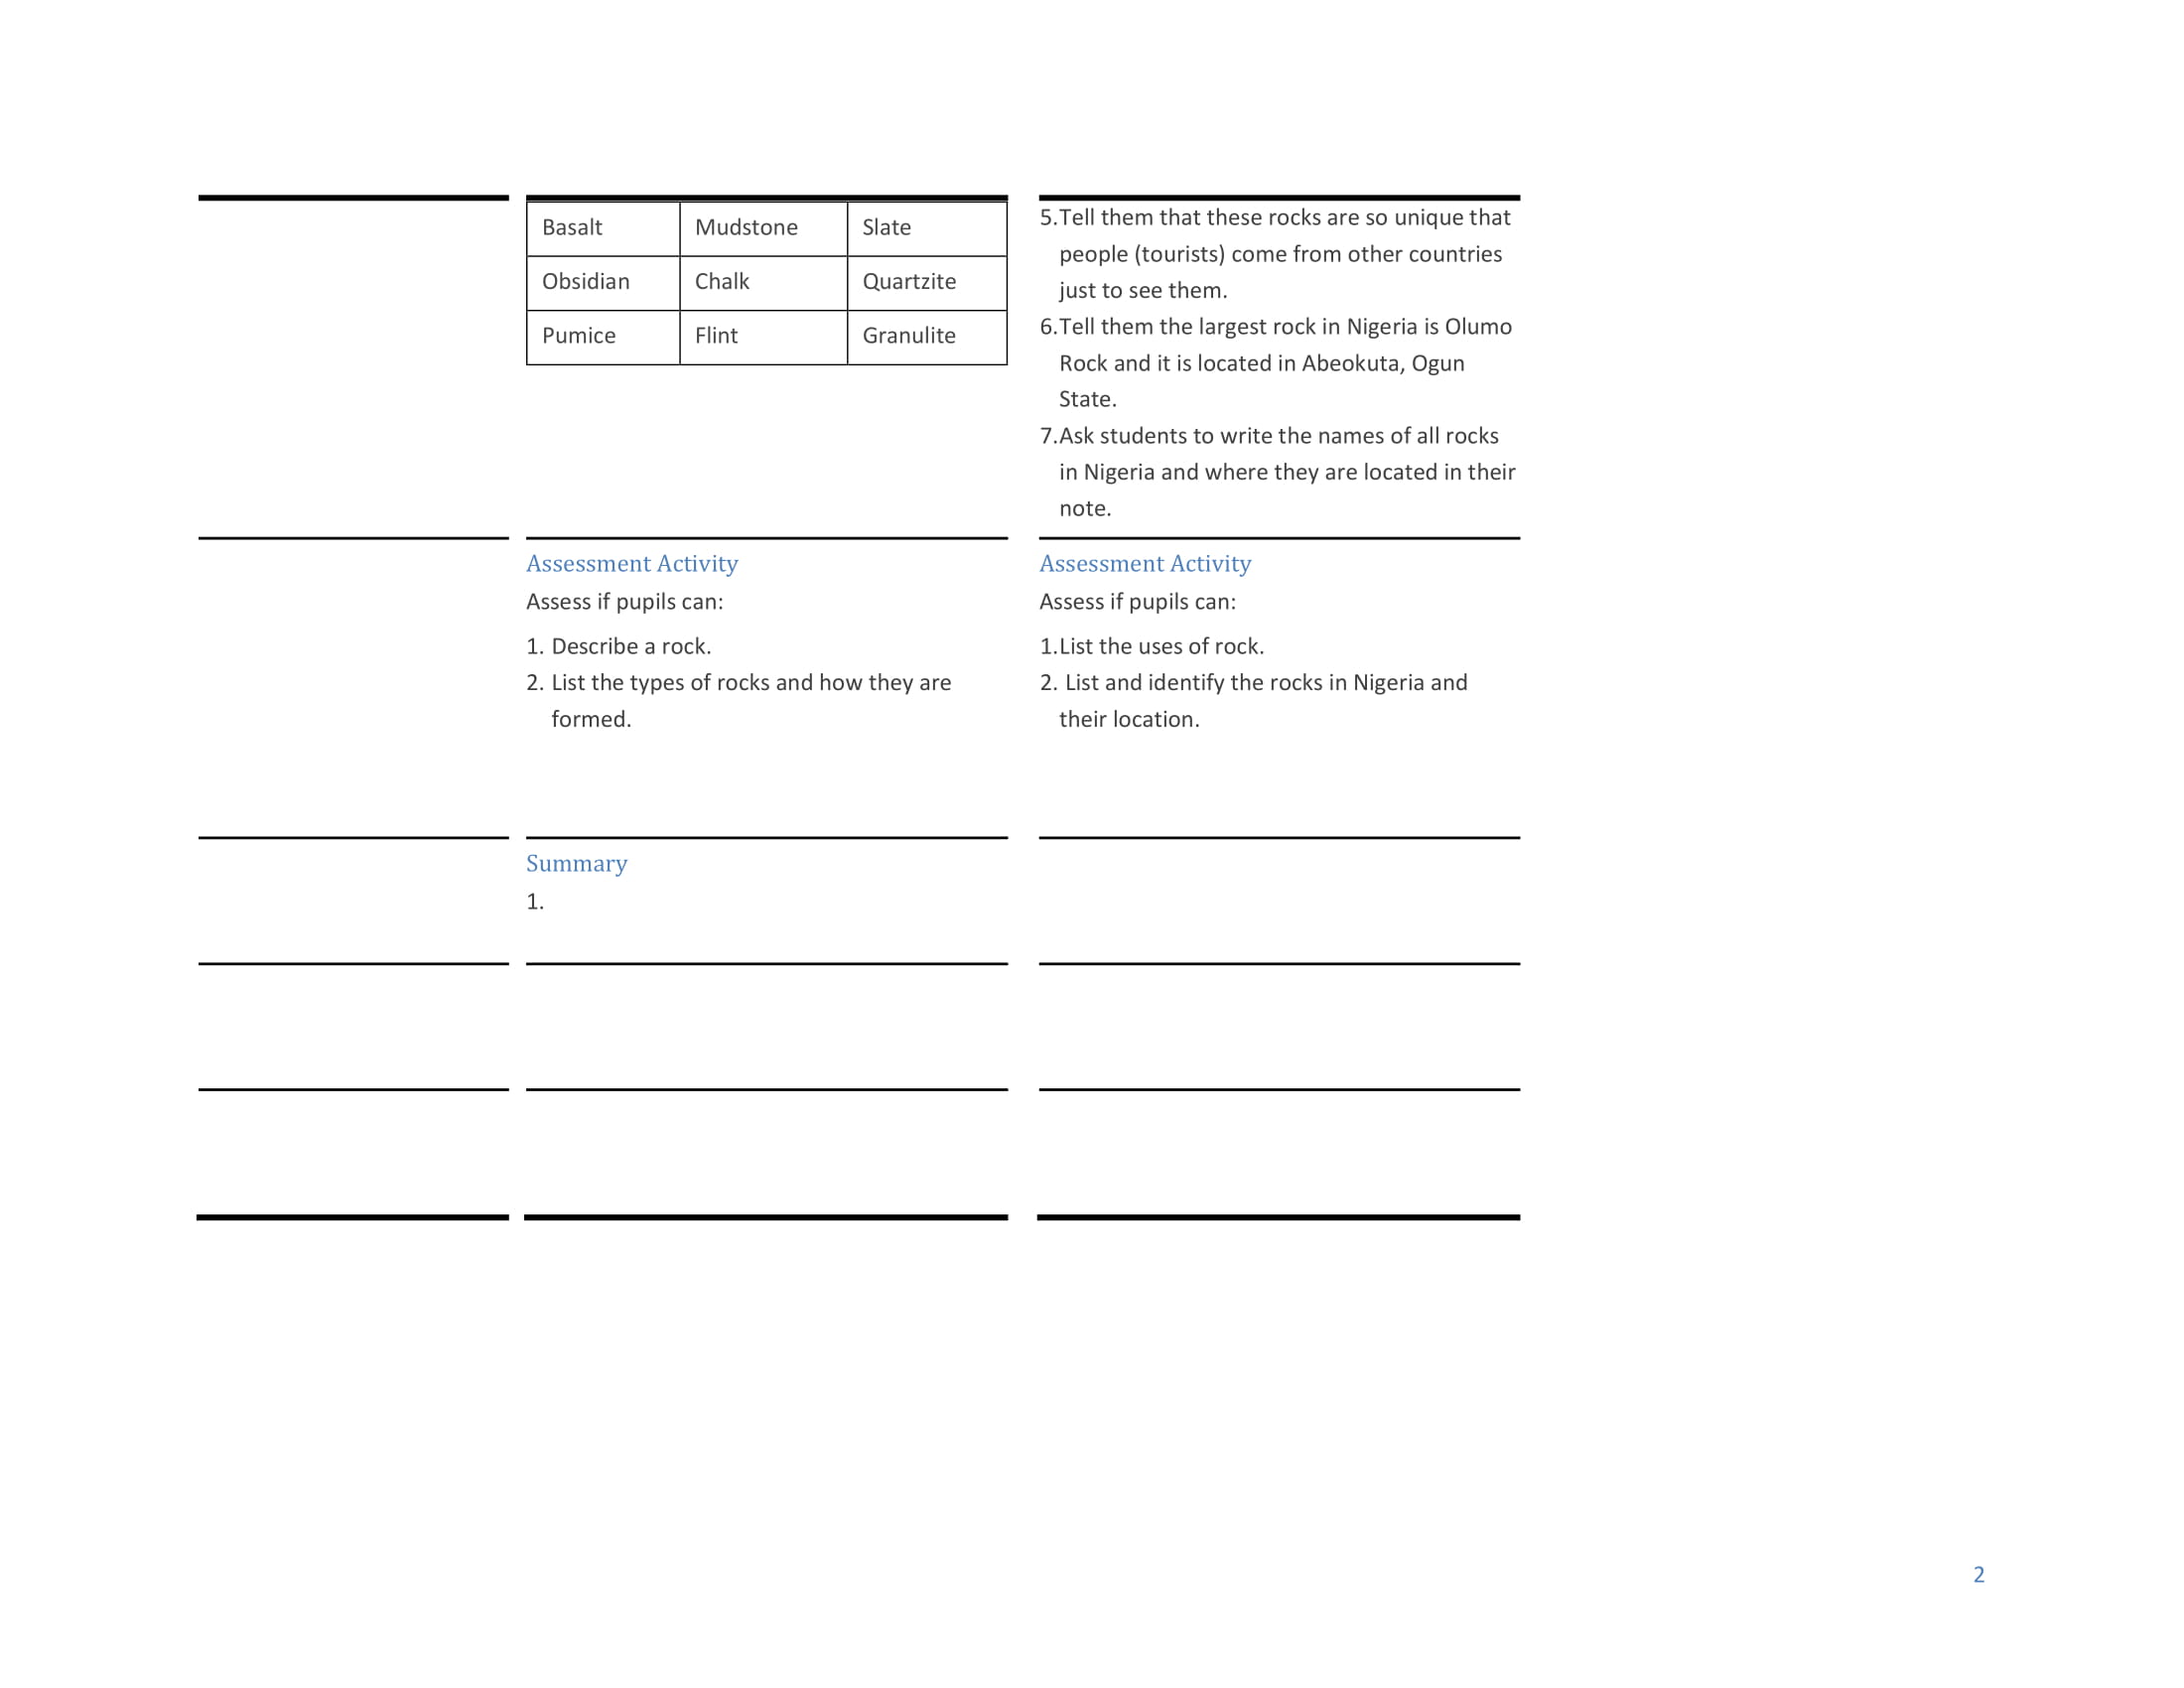 Basalt Mudstone Slate
Obsidian Chalk Quartzite
Pumice Flint Granulite
5.Tell them that these rocks are so unique that
people (tourists) come from other countries
just to see them.
6.Tell them the largest rock in Nigeria is Olumo
Rock and it is located in Abeokuta, Ogun
State.
7.Ask students to write the names of all rocks
in Nigeria and where they are located in their
note.
Assessment Activity
Assess if pupils can:
1. Describe a rock.
2. List the types of rocks and how they are
formed.
Assessment Activity
Assess if pupils can:
1.List the uses of rock.
2. List and identify the rocks in Nigeria and
their location.
Summary
1.
2